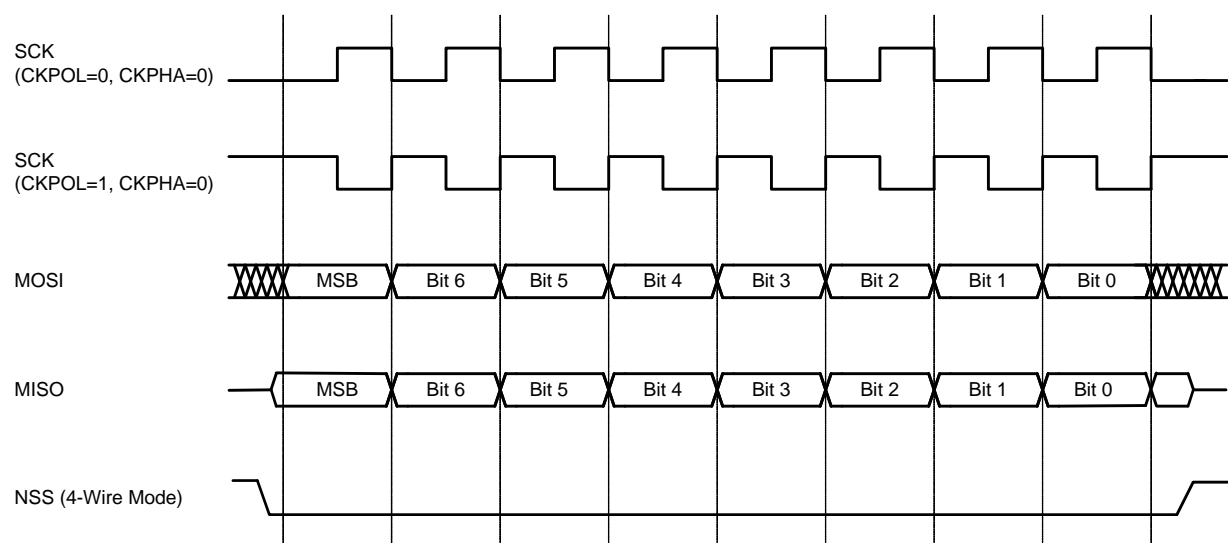 SCK
(CKPOL=0, CKPHA=0)
SCK
(CKPOL=1, CKPHA=0)
MOSI
MSB Bit 6 Bit 5 Bit 4 Bit 3 Bit 2 Bit 1 Bit 0
MISO
MSB Bit 6 Bit 5 Bit 4 Bit 3 Bit 2 Bit 1 Bit 0
NSS (4-Wire Mode)